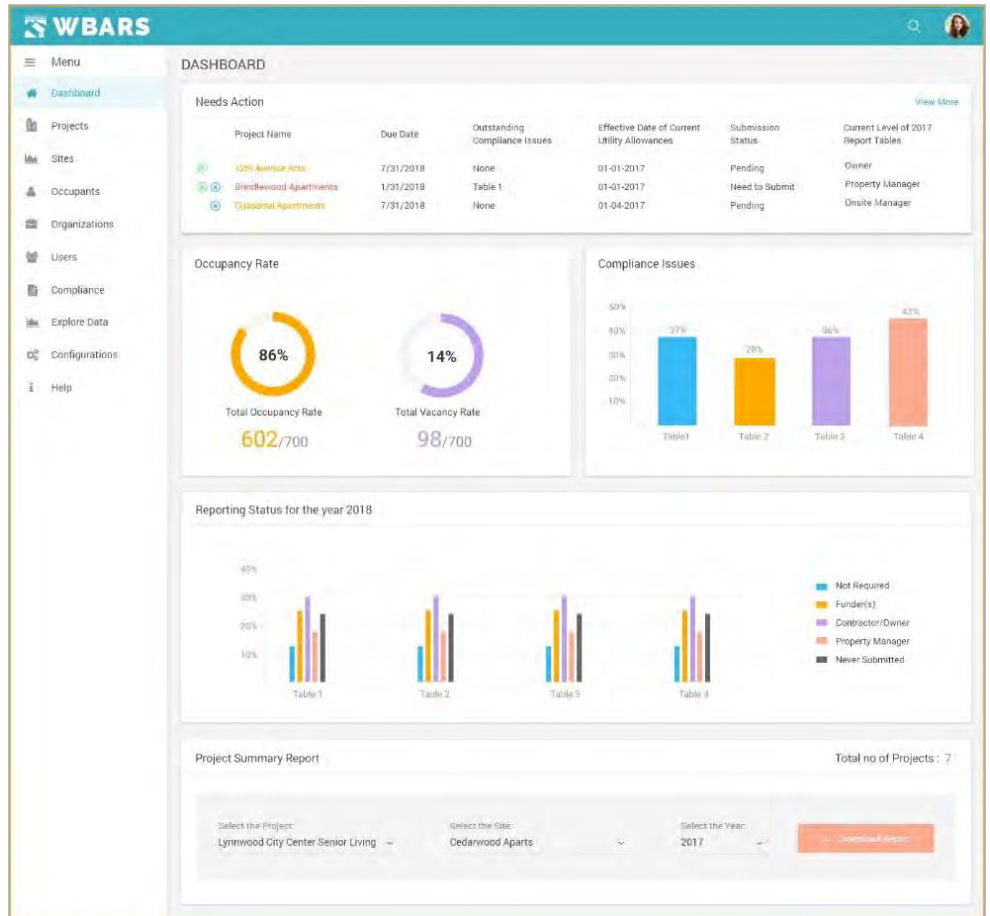 WBARS
Menu
DASHBOARD
Dashboard
Projects
Sites
Occupants
Organizations
Users
Compliance
Explore Data
Configurations
Help
Needs Action
View More
Project Name Due Date Outstanding Compliance Issues Effective Date of Current Utility Allowances Submission Status Current Level of 2017 Report Tables
12th Avenue Arts 7/31/2018 None 01-01-2017 Pending Owner
Brindlewood Apartments 1/31/2018 Table 1 01-01-2017 Need to Submit Property Manager
Chaparral Apartments 7/31/2018 None 01-04-2017 Pending Onsite Manager
Occupancy Rate
86%
14%
Total Occupancy Rate
Total Vacancy Rate
602/700
98/700
Compliance Issues
50%
40%
30%
20%
10%
37%
28%
36%
43%
Table1
Table 2
Table 3
Table 4
Reporting Status for the year 2018
40%
30%
20%
10%
Table 1
Table 2
Table 3
Table 4
Not Required
Funder(s)
Contractor/Owner
Property Manager
Never Submitted
Project Summary Report
Total no of Projects : 7
Select the Project:
Lynnwood City Center Senior Living
Select the Site:
Cedarwood Aparts
Select the Year:
2017
Download Report